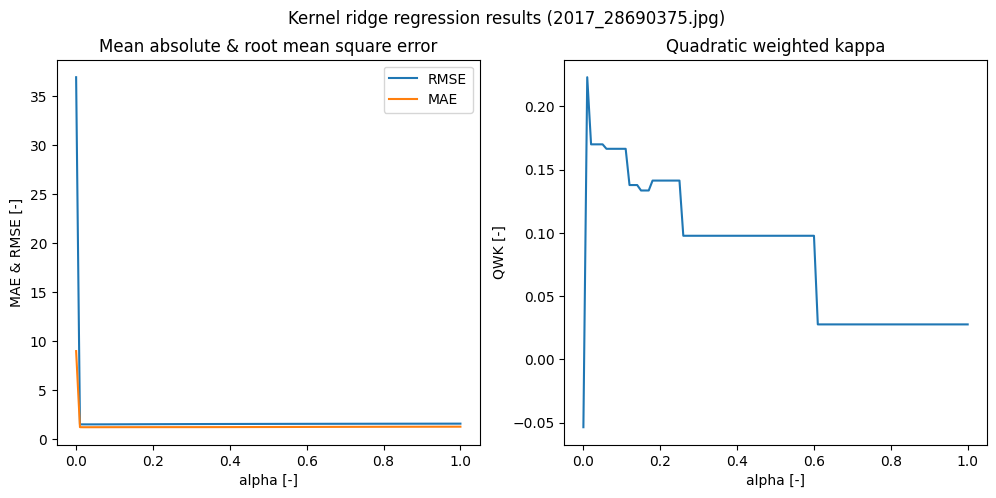 Kernel ridge regression results (2017_28690375.jpg)
Mean absolute & root mean square error
MAE & RMSE [-]
35
30
25
20
15
10
5
0
RMSE
MAE
0.0 0.2 0.4 0.6 0.8 1.0
alpha [-]
Quadratic weighted kappa
QWK [-]
0.20
0.15
0.10
0.05
0.00
−0.05
0.0 0.2 0.4 0.6 0.8 1.0
alpha [-]